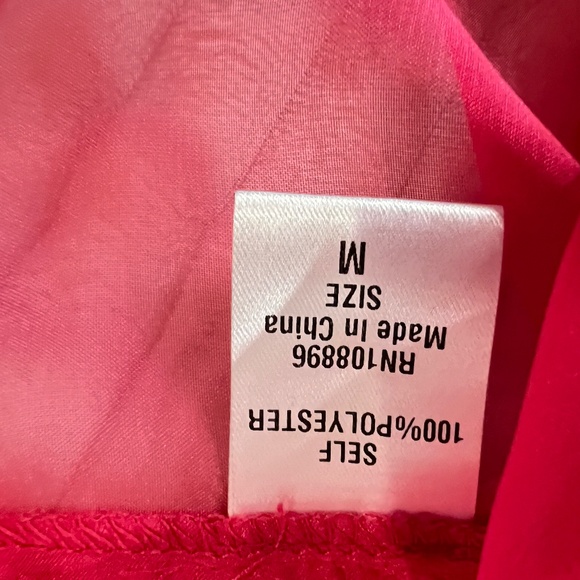 SELF
100%POLYESTER
RN108896
Made In China
SIZE
M